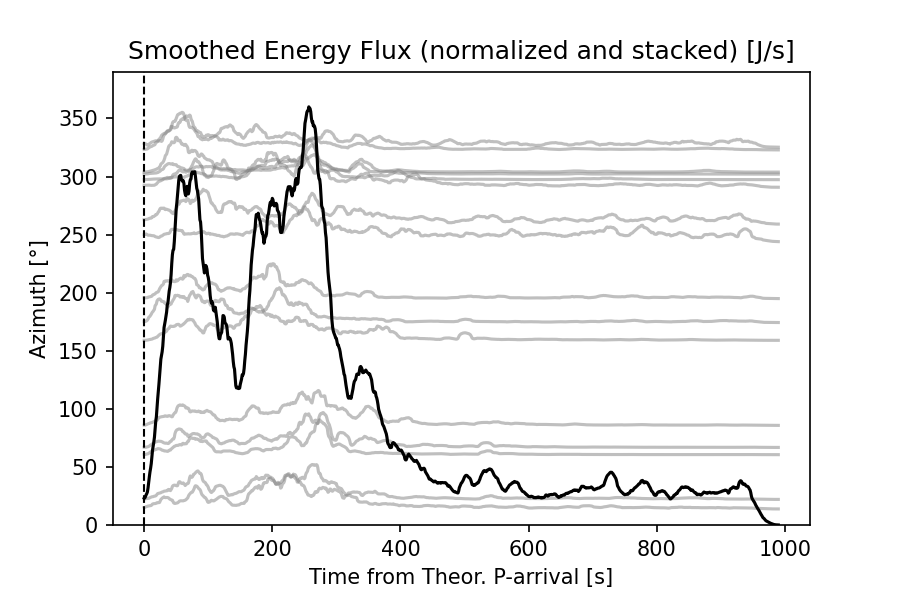 Smoothed Energy Flux (normalized and stacked) [J/s]
350
300
250
200
150
100
50
0
Azimuth [°]
0 200 400 600 800 1000
Time from Theor. P-arrival [s]